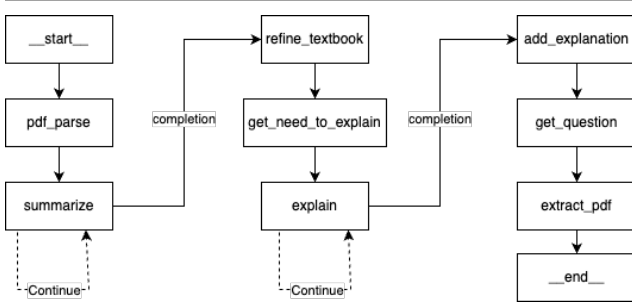 __start__
pdf_parse
summarize
Continue
completion
refine_textbook
get_need_to_explain
explain
Continue
completion
add_explanation
get_question
extract_pdf
__end__